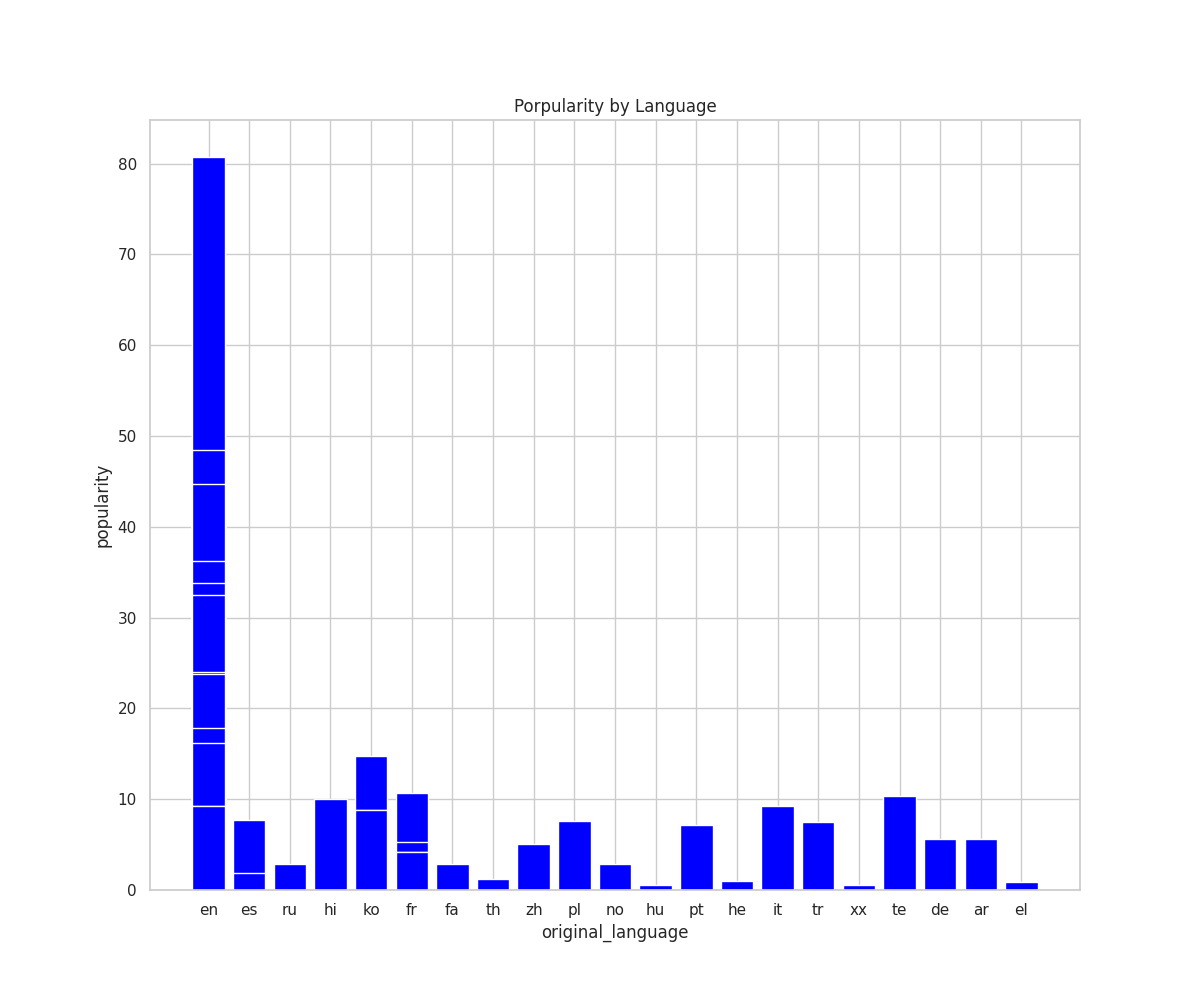 Porpularity by Language
popularity
80
70
60
50
40
30
20
10
0
en es ru hi ko fr fa th zh pl no hu pt he it tr xx te de ar el
original_language